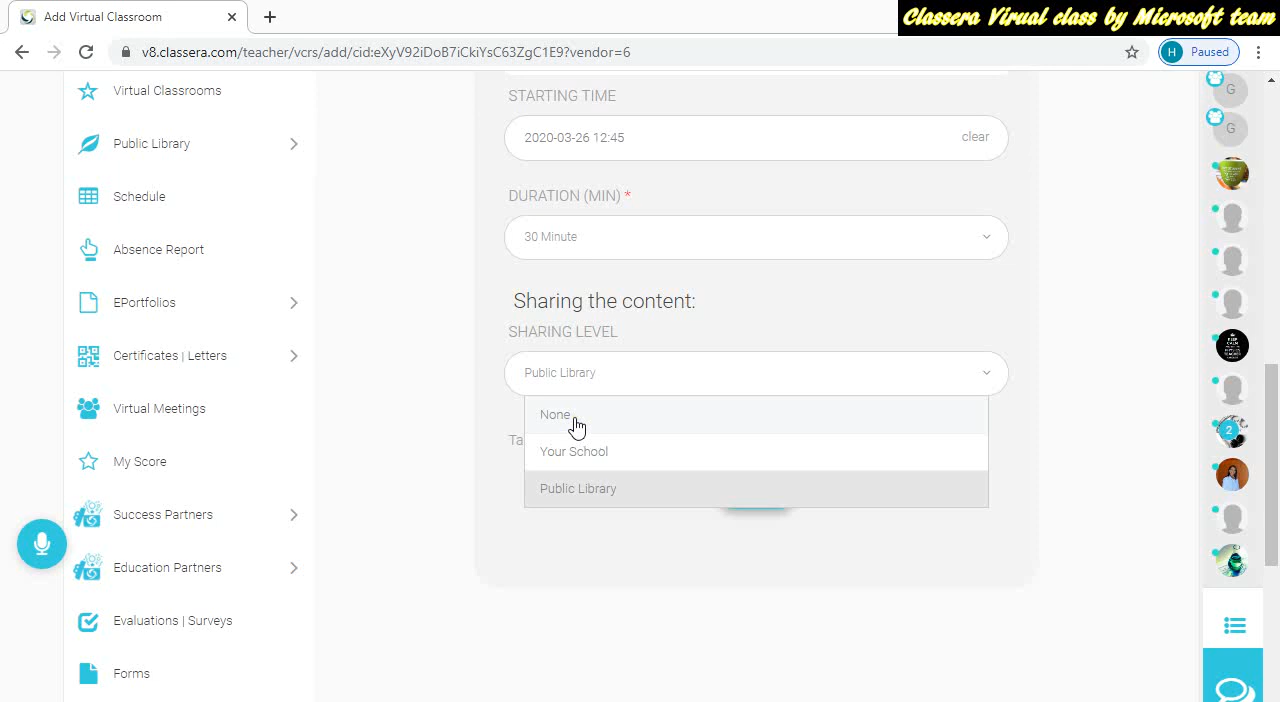 Add Virtual Classroom
Classera Virual class by Microsoft team
v8.classera.com/teacher/vcrs/add/cid:eXyV92iDoB7iCkjYsC63ZgC1E9?vendor=6
H Paused
Virtual Classrooms
Public Library
Schedule
Absence Report
EPortfolios
Certificates | Letters
Virtual Meetings
My Score
Success Partners
Education Partners
Evaluations | Surveys
Forms
STARTING TIME
2020-03-26 12:45 clear
DURATION (MIN) *
30 Minute
Sharing the content:
SHARING LEVEL
Public Library
None
Ta
Your School
Public Library
G
G
2